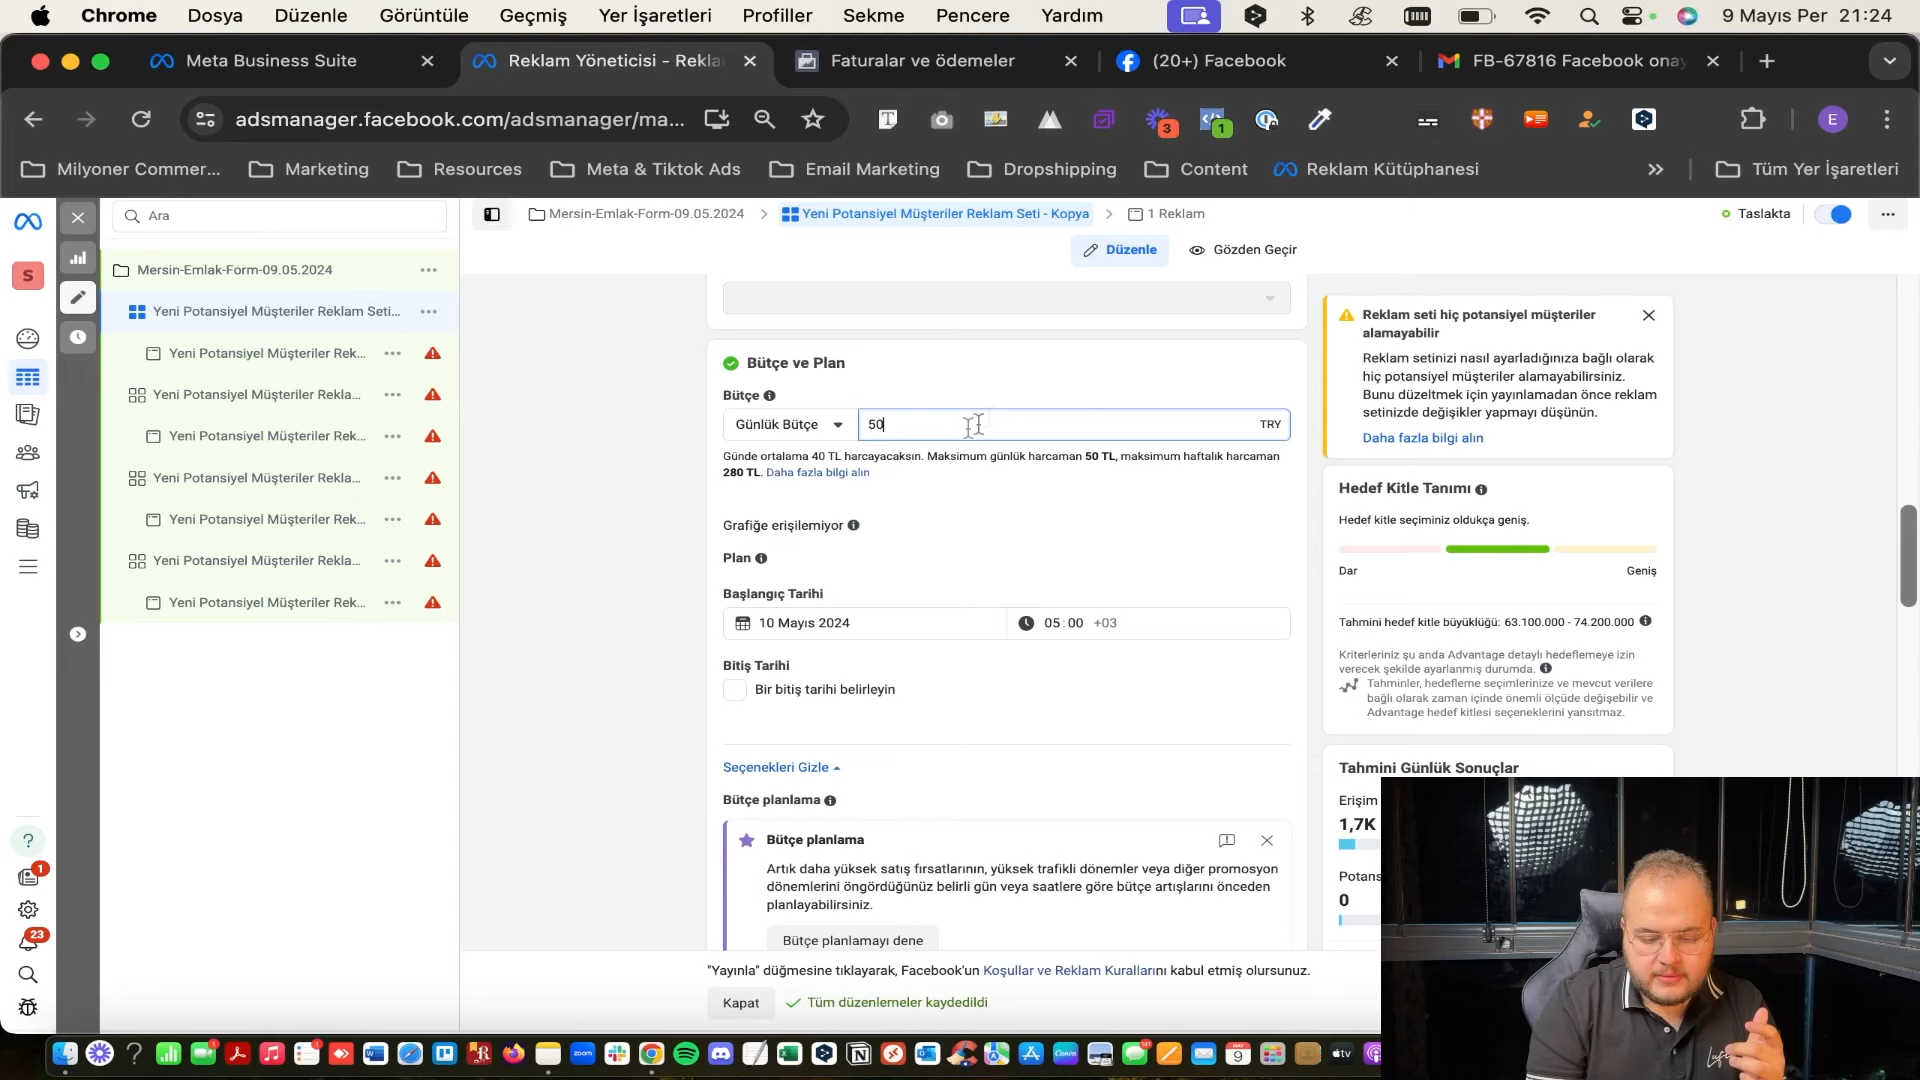 Chrome Dosya Düzenle Görüntüle Geçmiş Yer İşaretleri Profiller Sekme Pencere Yardım 9 Mayıs Per 21:24
Meta Business Suite
Reklam Yöneticisi - Rekla
Faturalar ve ödemeler
(20+) Facebook
FB-67816 Facebook onay
adsmanager.facebook.com/adsmanager/ma...
3
1
E
Milyoner Commer... Marketing Resources Meta & Tiktok Ads Email Marketing Dropshipping Content Reklam Kütüphanesi Tüm Yer İşaretleri
S
1
23
Ara
Mersin-Emlak-Form-09.05.2024
Yeni Potansiyel Müşteriler Reklam Seti...
Yeni Potansiyel Müşteriler Rek...
Yeni Potansiyel Müşteriler Rekla...
Yeni Potansiyel Müşteriler Rek...
Yeni Potansiyel Müşteriler Rekla...
Yeni Potansiyel Müşteriler Rek...
Yeni Potansiyel Müşteriler Rekla...
Yeni Potansiyel Müşteriler Rek...
Mersin-Emlak-Form-09.05.2024 > Yeni Potansiyel Müşteriler Reklam Seti - Kopya > 1 Reklam
Taslakta
Düzenle Gözden Geçir
Bütçe ve Plan
Bütçe
Günlük Bütçe 50 TRY
Günde ortalama 40 TL harcayacaksın. Maksimum günlük harcaman 50 TL, maksimum haftalık harcaman
280 TL. Daha fazla bilgi alın
Grafiğe erişilemiyor
Plan
Başlangıç Tarihi
10 Mayıs 2024 05:00 +03
Bitiş Tarihi
Bir bitiş tarihi belirleyin
Seçenekleri Gizle
Bütçe planlama
Bütçe planlama
Artık daha yüksek satış fırsatlarının, yüksek trafikli dönemler veya diğer promosyon
dönemlerini öngördüğünüz belirli gün veya saatlere göre bütçe artışlarını önceden
planlayabilirsiniz.
Bütçe planlamayı dene
"Yayınla" düğmesine tıklayarak, Facebook'un Koşullar ve Reklam Kurallarını kabul etmiş olursunuz.
Kapat Tüm düzenlemeler kaydedildi
Reklam seti hiç potansiyel müşteriler
alamayabilir
Reklam setinizi nasıl ayarladığınıza bağlı olarak
hiç potansiyel müşteriler alamayabilirsiniz.
Bunu düzeltmek için yayınlamadan önce reklam
setinizde değişikler yapmayı düşünün.
Daha fazla bilgi alın
Hedef Kitle Tanımı
Hedef kitle seçiminiz oldukça geniş.
Dar Geniş
Tahmini hedef kitle büyüklüğü: 63.100.000 - 74.200.000
Kriterleriniz şu anda Advantage detaylı hedeflemeye izin
verecek şekilde ayarlanmış durumda.
Tahminler, hedefleme seçimlerinize ve mevcut verilere
bağlı olarak zaman içinde önemli ölçüde değişebilir ve
Advantage hedef kitlesi seçeneklerini yansıtmaz.
Tahmini Günlük Sonuçlar
Erişim
1,7K
Potans
0
zoom
Canva
9
tv